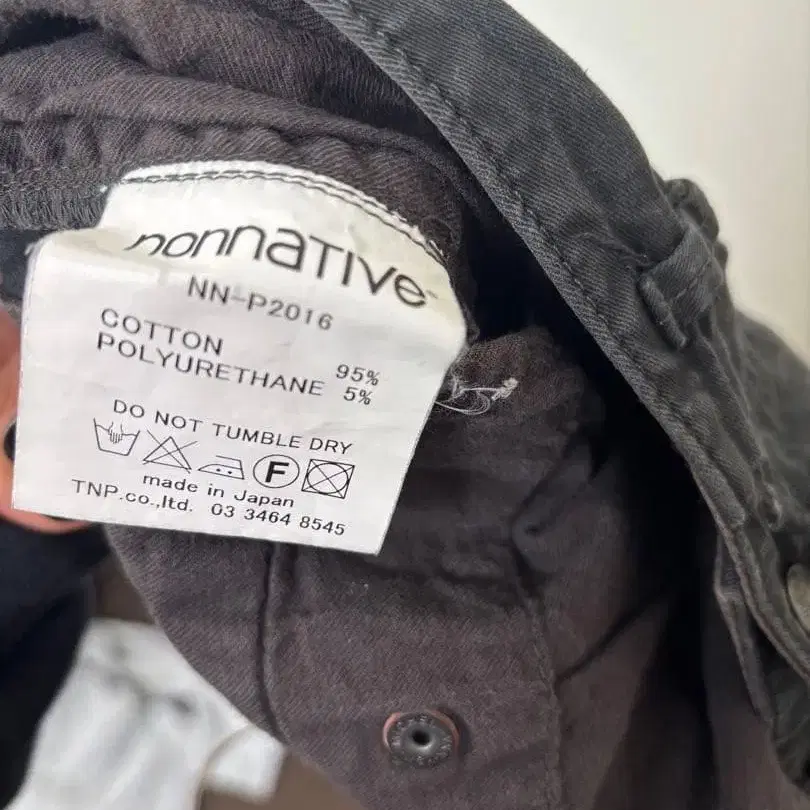 nonnative
NN-P2016
COTTON 95%
POLYURETHANE 5%
DO NOT TUMBLE DRY
F
made in Japan
TNP.co.,ltd. 03 3464 8545